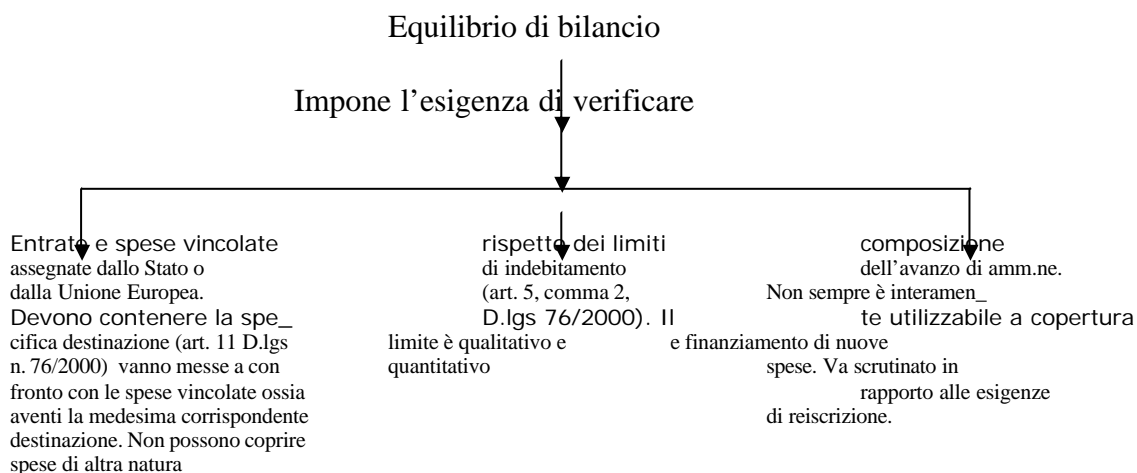 Equilibrio di bilancio
Impone l’esigenza di verificare
Entrate e spese vincolate
assegnate dallo Stato o
dalla Unione Europea.
Devono contenere la spe_
cifica destinazione (art. 11 D.lgs
n. 76/2000)  vanno messe a con
fronto con le spese vincolate ossia
aventi la medesima corrispondente
destinazione. Non possono coprire
spese di altra natura
rispetto dei limiti
di indebitamento
(art. 5, comma 2,
D.lgs 76/2000). Il
limite è qualitativo e
quantitativo
composizione
dell’avanzo di amm.ne.
Non sempre è interamen_
te utilizzabile a copertura
e finanziamento di nuove
spese. Va scrutinato in
rapporto alle esigenze
di reiscrizione.